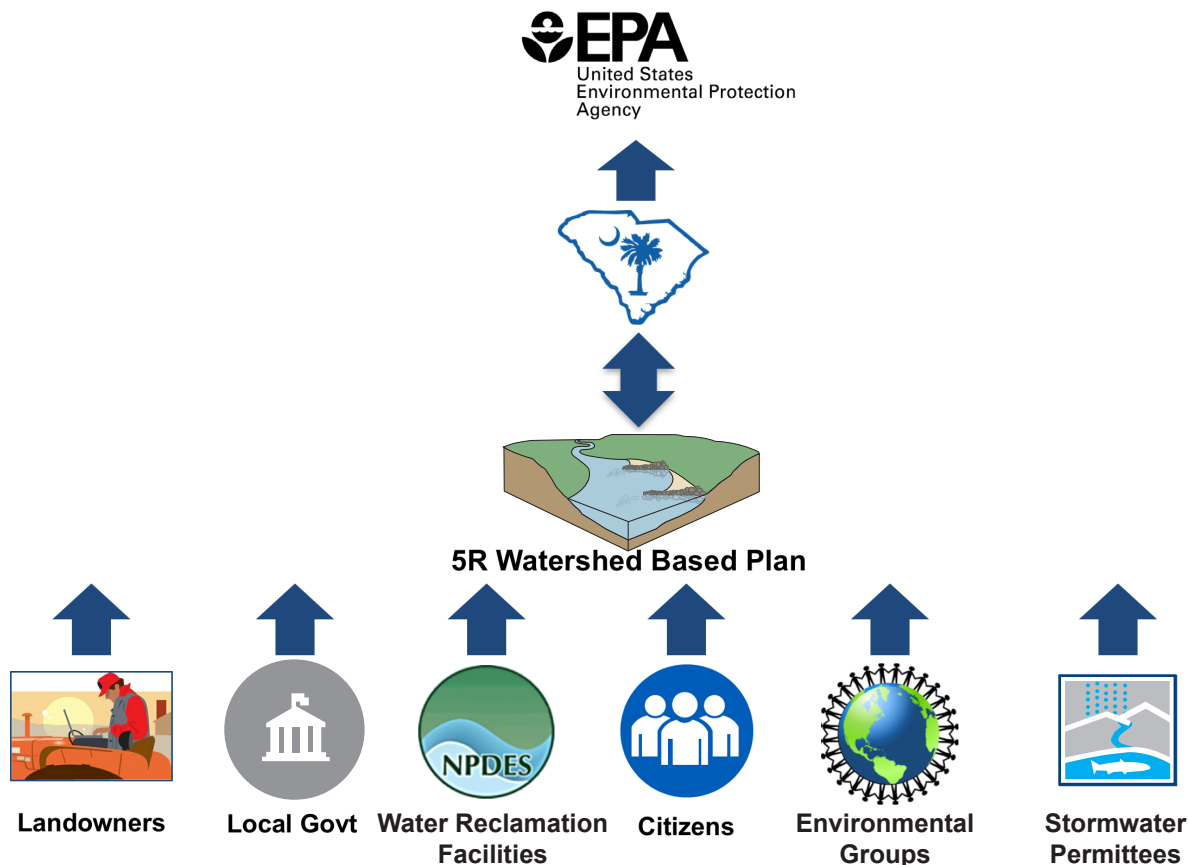 EPA
United States
Environmental Protection
Agency
5R Watershed Based Plan
NPDES
Landowners
Local Govt
Water Reclamation
Facilities
Citizens
Environmental
Groups
Stormwater
Permittees